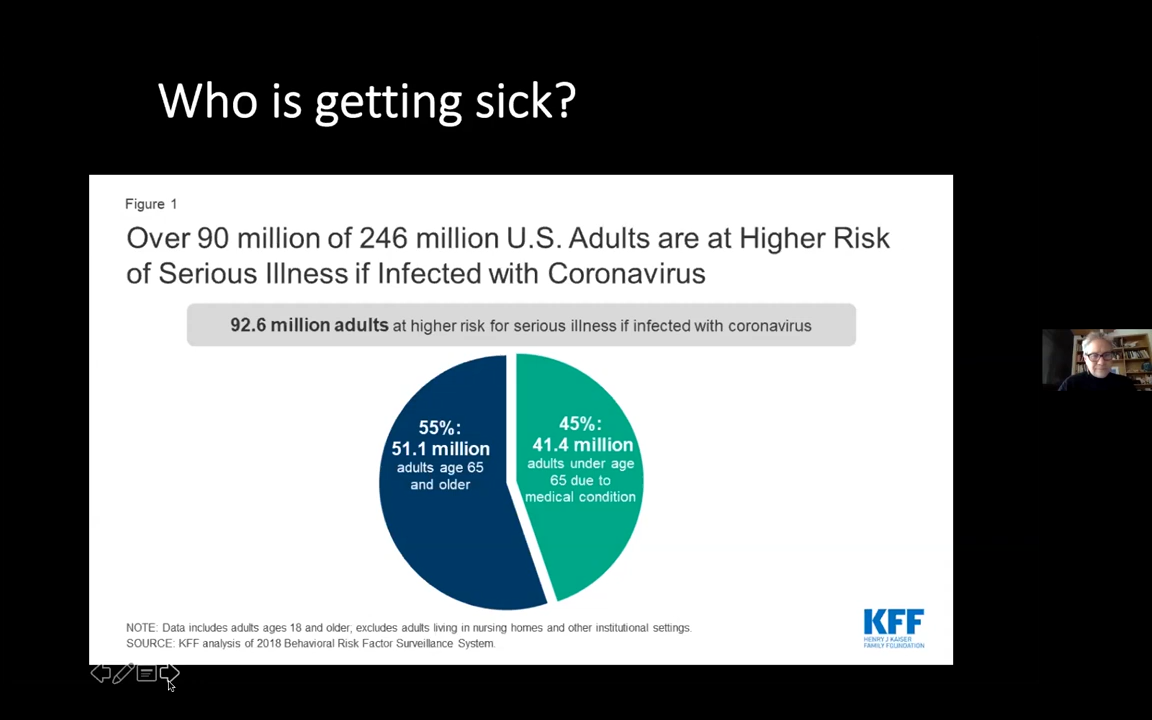 Who is getting sick?
Figure 1
Over 90 million of 246 million U.S. Adults are at Higher Risk
of Serious Illness if Infected with Coronavirus
92.6 million adults at higher risk for serious illness if infected with coronavirus
55%:
51.1 million
adults age 65
and older
45%:
41.4 million
adults under age
65 due to
medical condition
NOTE: Data includes adults ages 18 and older; excludes adults living in nursing homes and other institutional settings.
SOURCE: KFF analysis of 2018 Behavioral Risk Factor Surveillance System.
KFF
HENRY J KAISER
FAMILY FOUNDATION